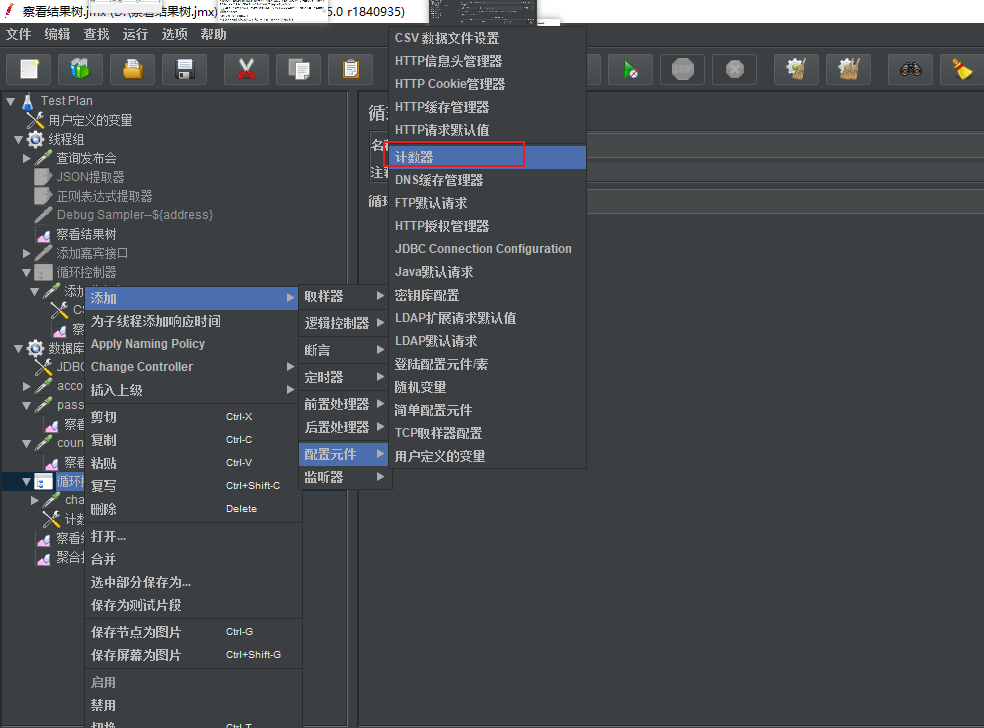 察看结果树.jmx (D:\察看结果树.jmx) 5.0 r1840935)
文件 编辑 查找 运行 选项 帮助
STOP
Test Plan
用户定义的变量
线程组
查询发布会
JSON提取器
正则表达式提取器
Debug Sampler--${address}
察看结果树
添加嘉宾接口
循环控制器
添加
C
察
数据库
JDBC
acco
pass
察看
coun
察看
循环控
cha
计数
察看结
聚合报
添加
为子线程添加响应时间
Apply Naming Policy
Change Controller
插入上级
剪切 Ctrl-X
复制 Ctrl-C
粘贴 Ctrl-V
复写 Ctrl+Shift-C
删除 Delete
打开...
合并
选中部分保存为...
保存为测试片段
保存节点为图片 Ctrl-G
保存屏幕为图片 Ctrl+Shift-G
启用
禁用
切换 Ctrl-T
取样器
逻辑控制器
断言
定时器
前置处理器
后置处理器
配置元件
监听器
CSV 数据文件设置
HTTP信息头管理器
HTTP Cookie管理器
HTTP缓存管理器
HTTP请求默认值
计数器
DNS缓存管理器
FTP默认请求
HTTP授权管理器
JDBC Connection Configuration
Java默认请求
密钥库配置
LDAP扩展请求默认值
LDAP默认请求
登陆配置元件/素
随机变量
简单配置元件
TCP取样器配置
用户定义的变量
循
名
注释
循环